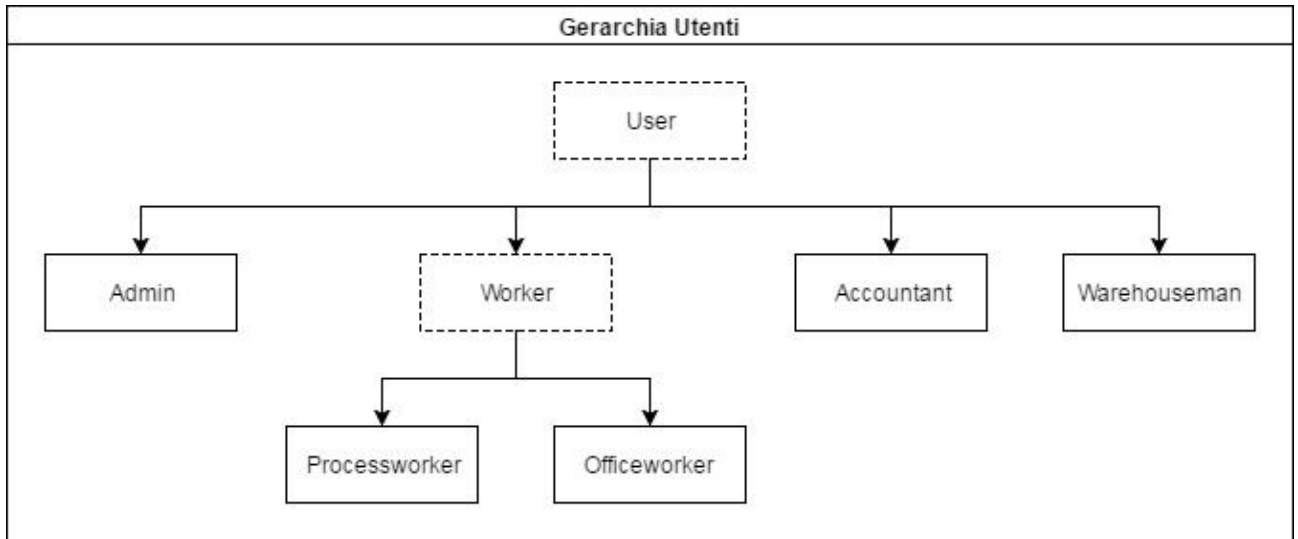 Gerarchia Utenti
User
Admin
Worker
Accountant
Warehouseman
Processworker
Officeworker